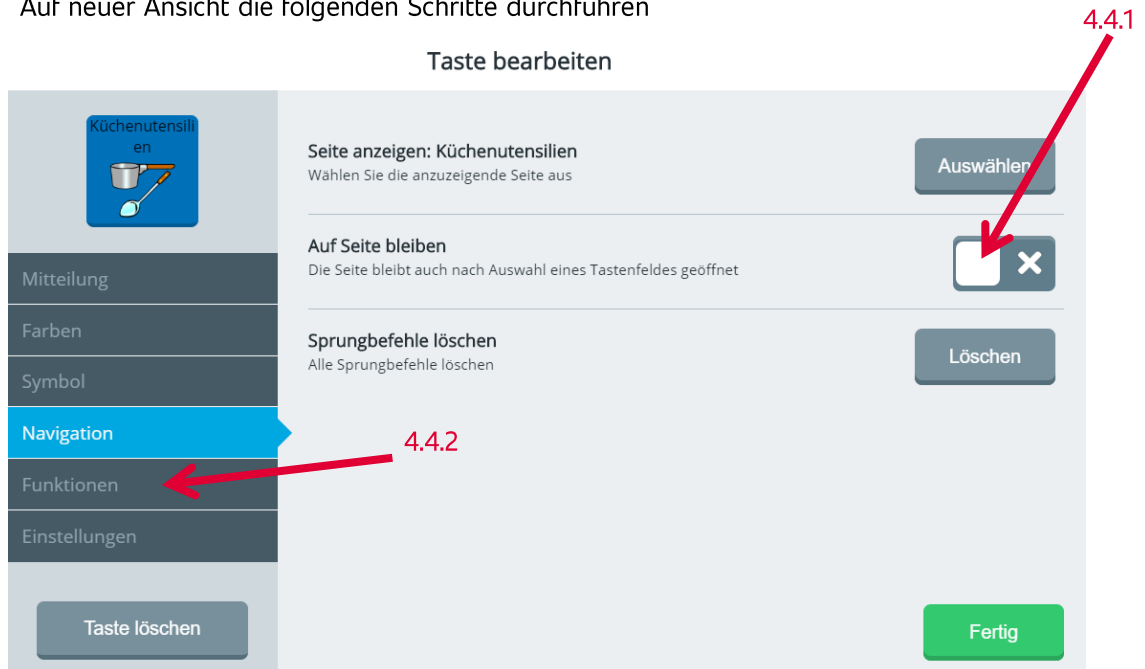 Auf neuer Ansicht die folgenden Schritte durchführen
4.4.1
Taste bearbeiten
Küchenutensili
en
Seite anzeigen: Küchenutensilien
Wählen Sie die anzuzeigende Seite aus
Auswählen
Auf Seite bleiben
Die Seite bleibt auch nach Auswahl eines Tastenfeldes geöffnet
Mitteilung
Farben
Sprungbefehle löschen
Alle Sprungbefehle löschen
Löschen
Symbol
Navigation
4.4.2
Funktionen
Einstellungen
Taste löschen
Fertig